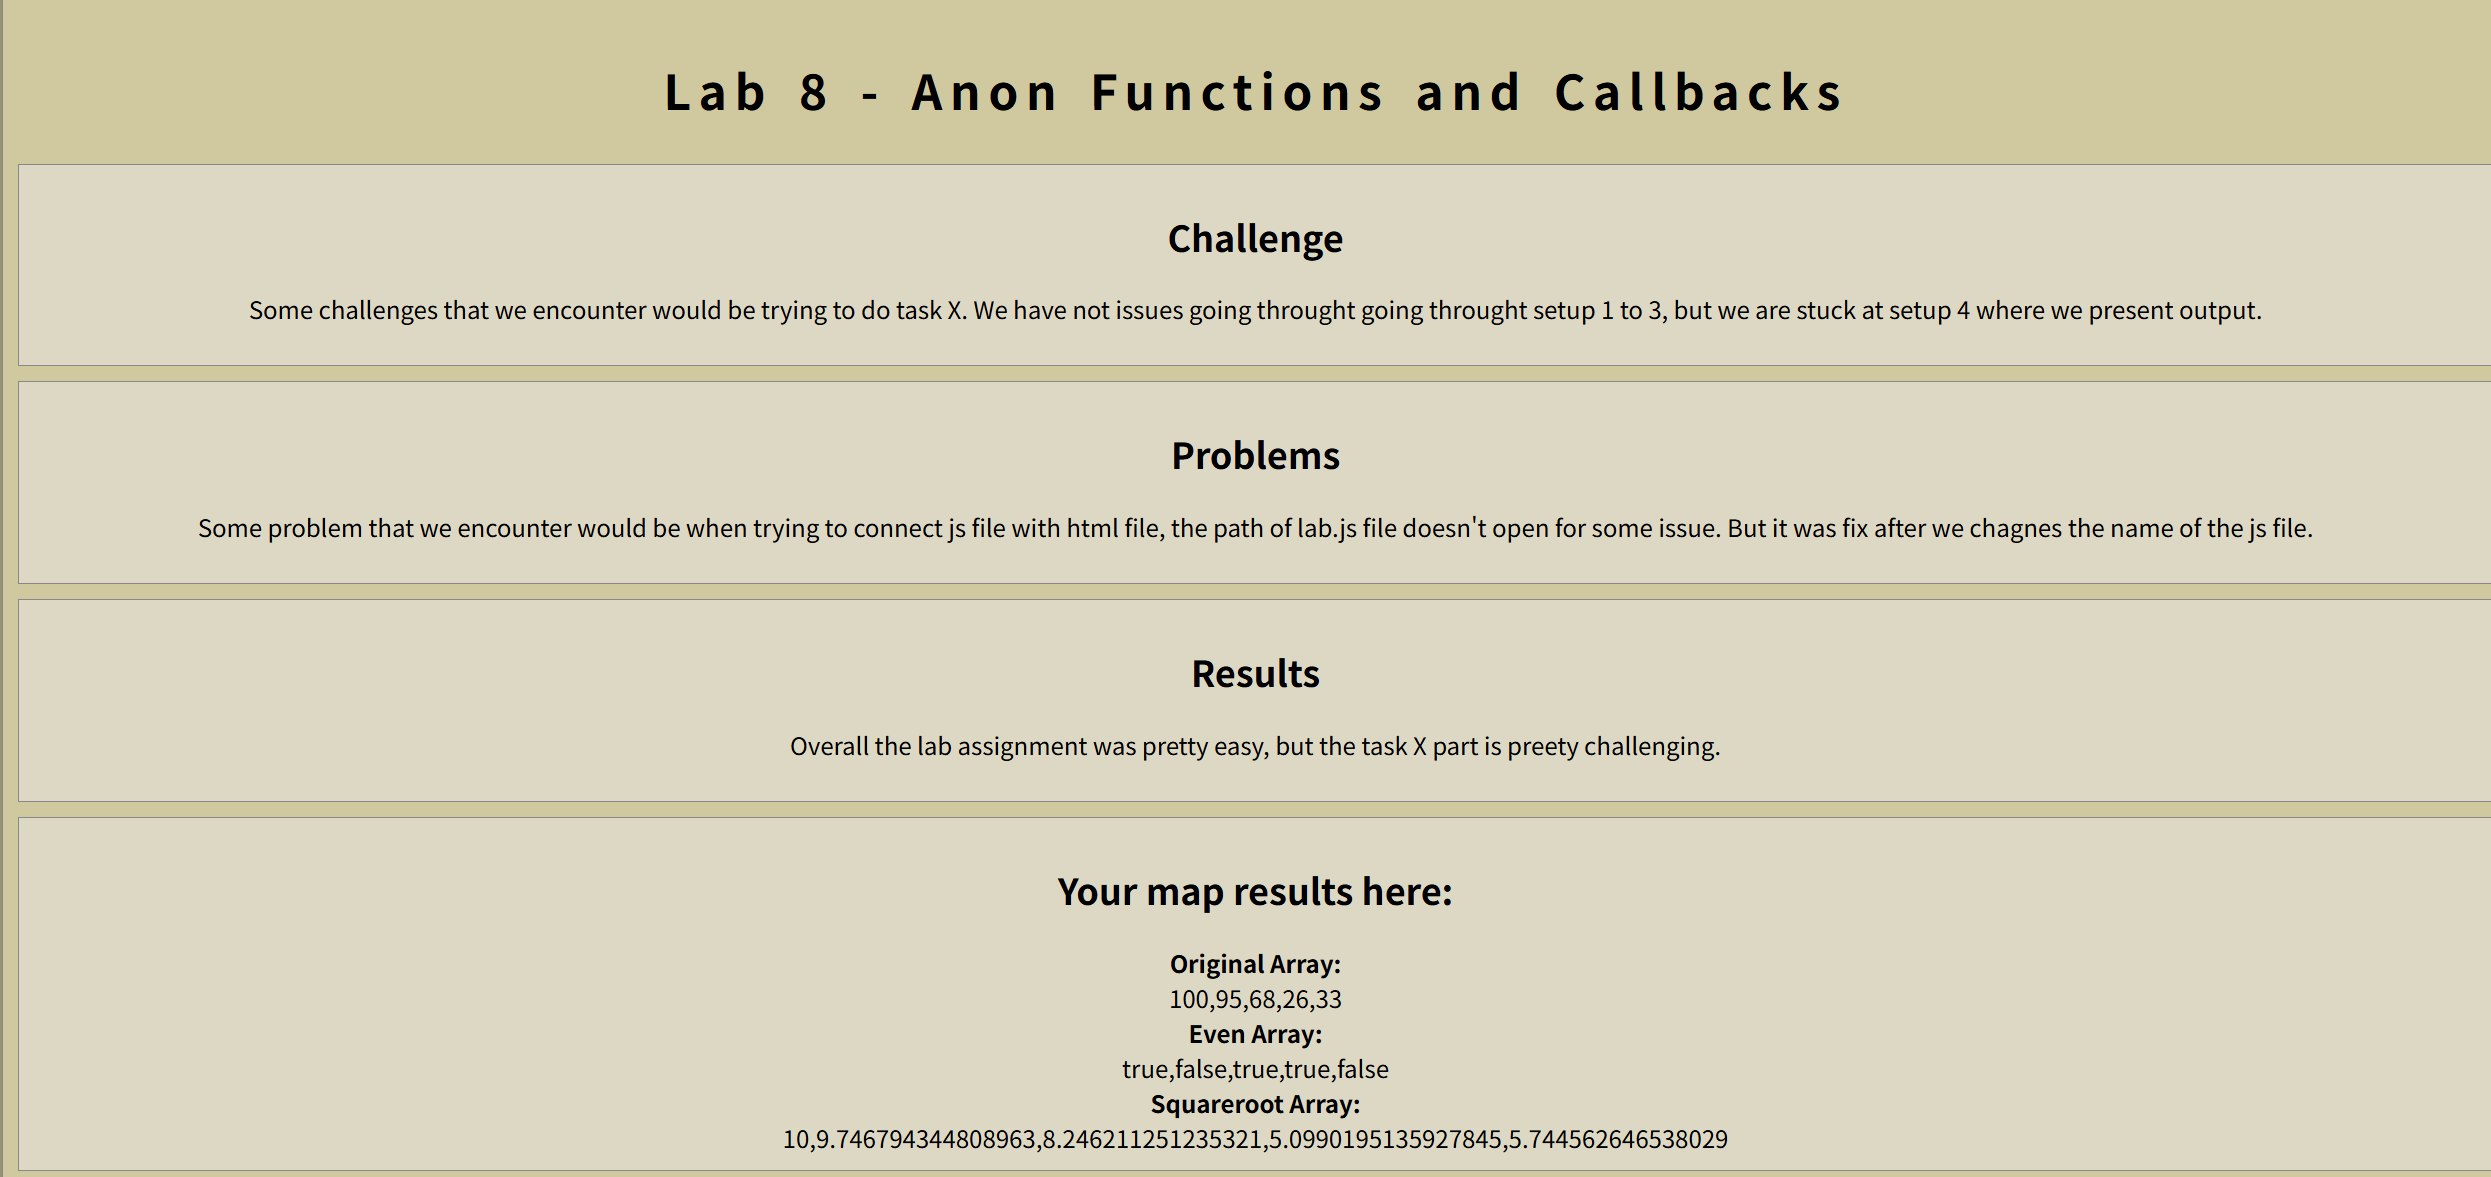 Lab 8 - Anon Functions and Callbacks
Challenge
Some challenges that we encounter would be trying to do task X. We have not issues going throught going throught setup 1 to 3, but we are stuck at setup 4 where we present output.
Problems
Some problem that we encounter would be when trying to connect js file with html file, the path of lab.js file doesn't open for some issue. But it was fix after we chagnes the name of the js file.
Results
Overall the lab assignment was pretty easy, but the task X part is preety challenging.
Your map results here:
Original Array:
100,95,68,26,33
Even Array:
true,false,true,true,false
Squareroot Array:
10,9.746794344808963,8.246211251235321,5.0990195135927845,5.744562646538029